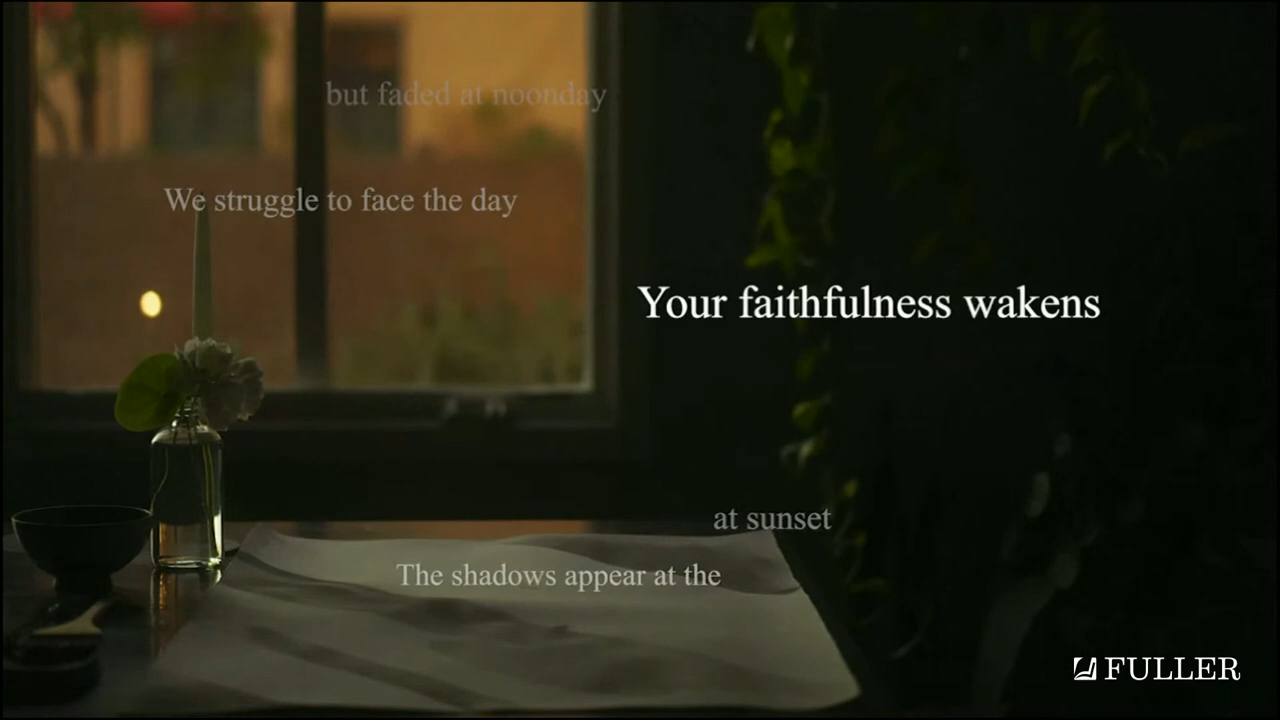 but faded at noonday
We struggle to face the day
Your faithfulness wakens
at sunset
The shadows appear at the
FULLER